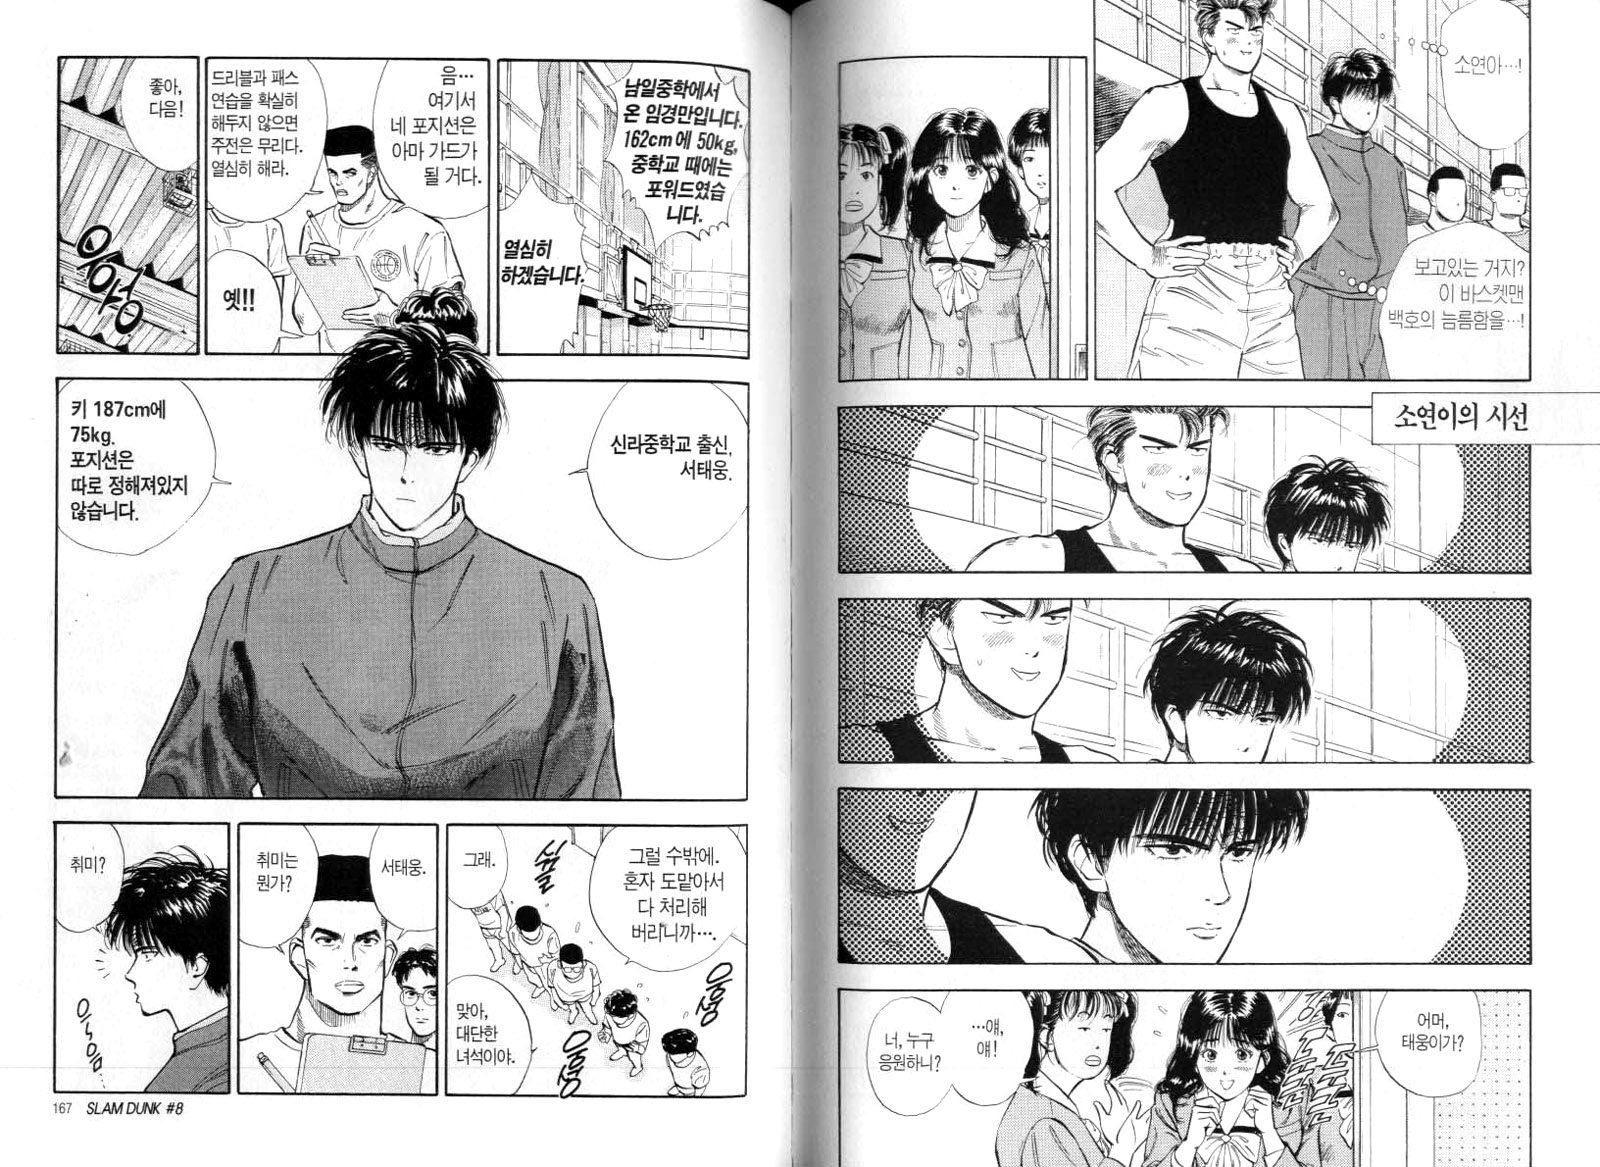 소연아…!
보고있는 거지?
이 바스켓맨
백호의 늠름함을…!
소연이의 시선
어머,
태웅이가?
…얘,
얘!
너, 누구
응원하니?
남일중학에서
온 임경만입니다.
162cm에 50kg,
중학교 때에는
포워드였습
니다.
열심히
하겠습니다.
음…
여기서
네 포지션은
아마 가드가
될 거다.
드리블과 패스
연습을 확실히
해두지 않으면
주전은 무리다.
열심히 해라.
옛!!
좋아,
다음!
웅성
신라중학교 출신,
서태웅.
키 187cm에
75kg.
포지션은
따로 정해져있지
않습니다.
그럴 수밖에.
혼자 도맡아서
다 처리해
버리니까….
그래.
맞아,
대단한
녀석이야.
웅성
웅성
서태웅.
취미는
뭔가?
취미?
167 SLAM DUNK #8